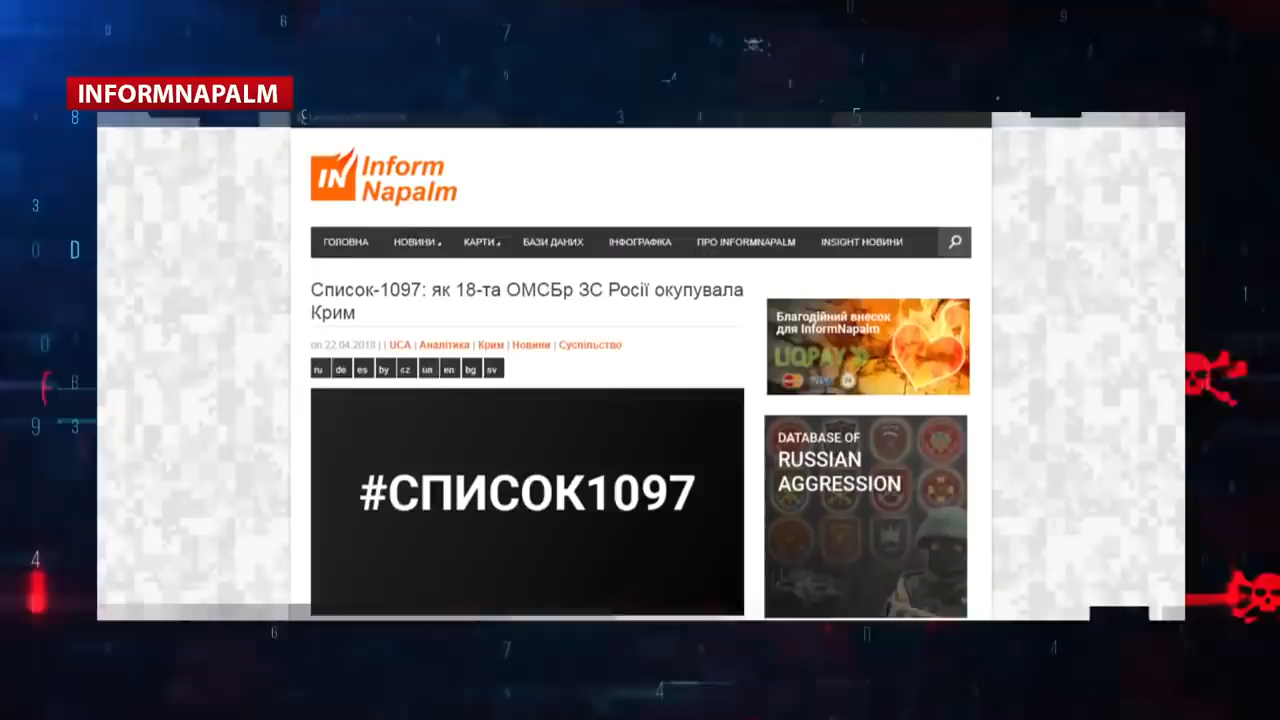 INFORMNAPALM
IN Inform
Napalm
ГОЛОВНА НОВИНИ КАРТИ БАЗИ ДАНИХ ІНФОГРАФІКА ПРО INFORMNAPALM INSIGHT НОВИНИ
Список-1097: як 18-та ОМСБр ЗС Росії окупувала
Крим
on 22.04.2018 | | UCA | Аналітика | Крим | Новини | Суспільство
ru de es by cz ua en bg sv
#СПИСОК1097
Благодійний внесок
для InformNapalm
LIQPAY
VISA
DATABASE OF
RUSSIAN
AGGRESSION